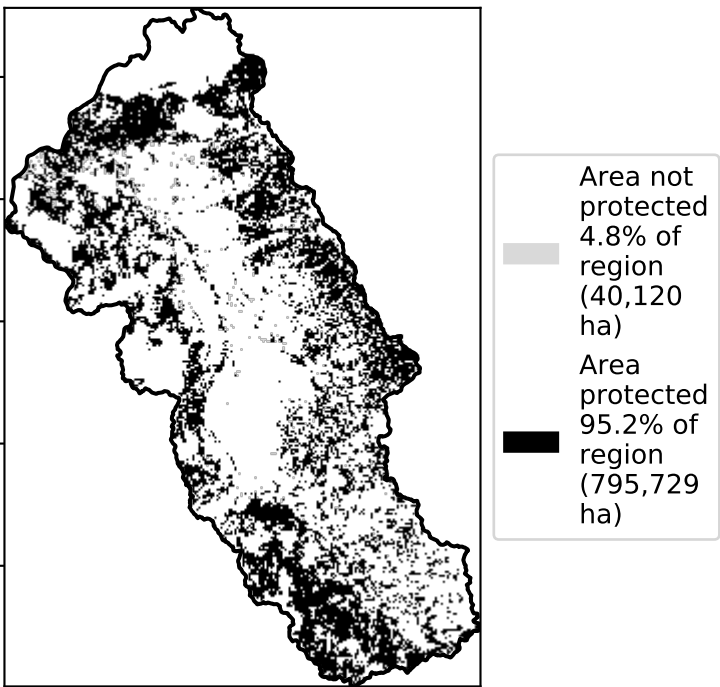 Area not
protected
4.8% of
region
(40,120
ha)
Area
protected
95.2% of
region
(795,729
ha)